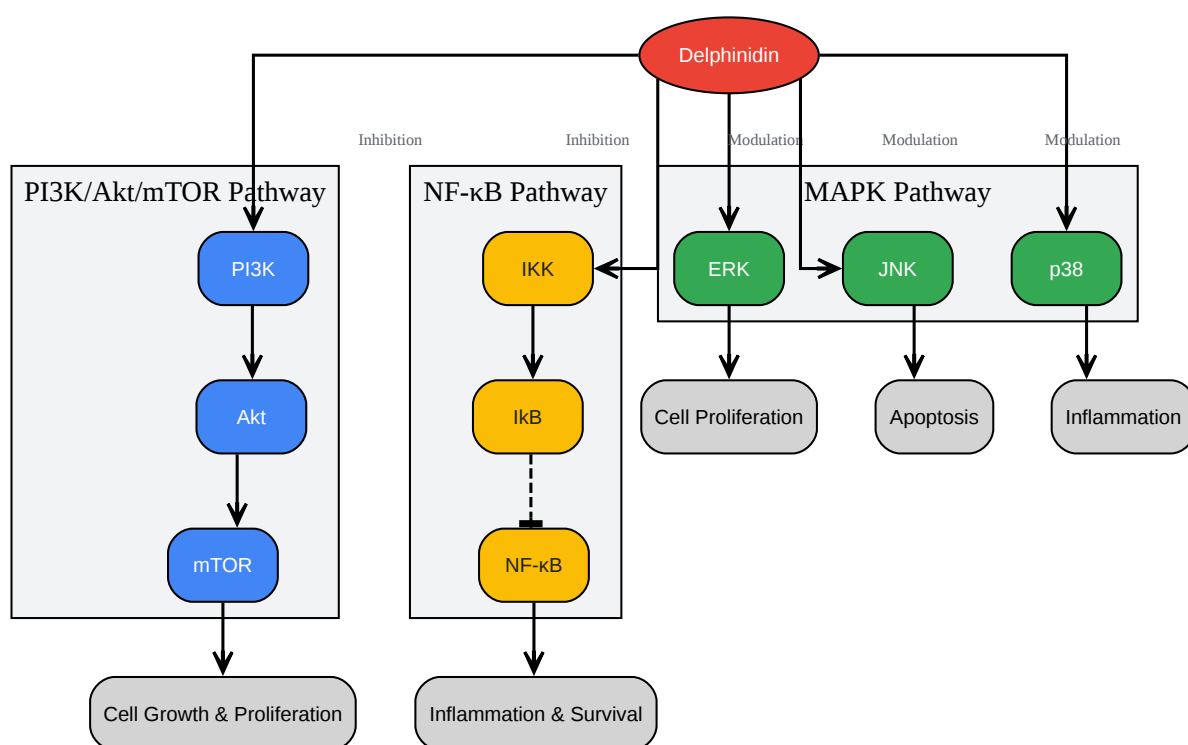 Delphinidin
Inhibition
Inhibition
Modulation
Modulation
Modulation
PI3K/Akt/mTOR Pathway
NF-κB Pathway
MAPK Pathway
PI3K
IKK
ERK
JNK
p38
Akt
IkB
Cell Proliferation
Apoptosis
Inflammation
mTOR
NF-κB
Cell Growth & Proliferation
Inflammation & Survival